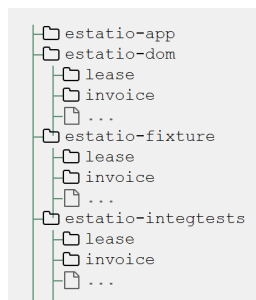 estatio-app
estatio-dom
lease
invoice
...
estatio-fixture
lease
invoice
...
estatio-integtests
lease
invoice
...